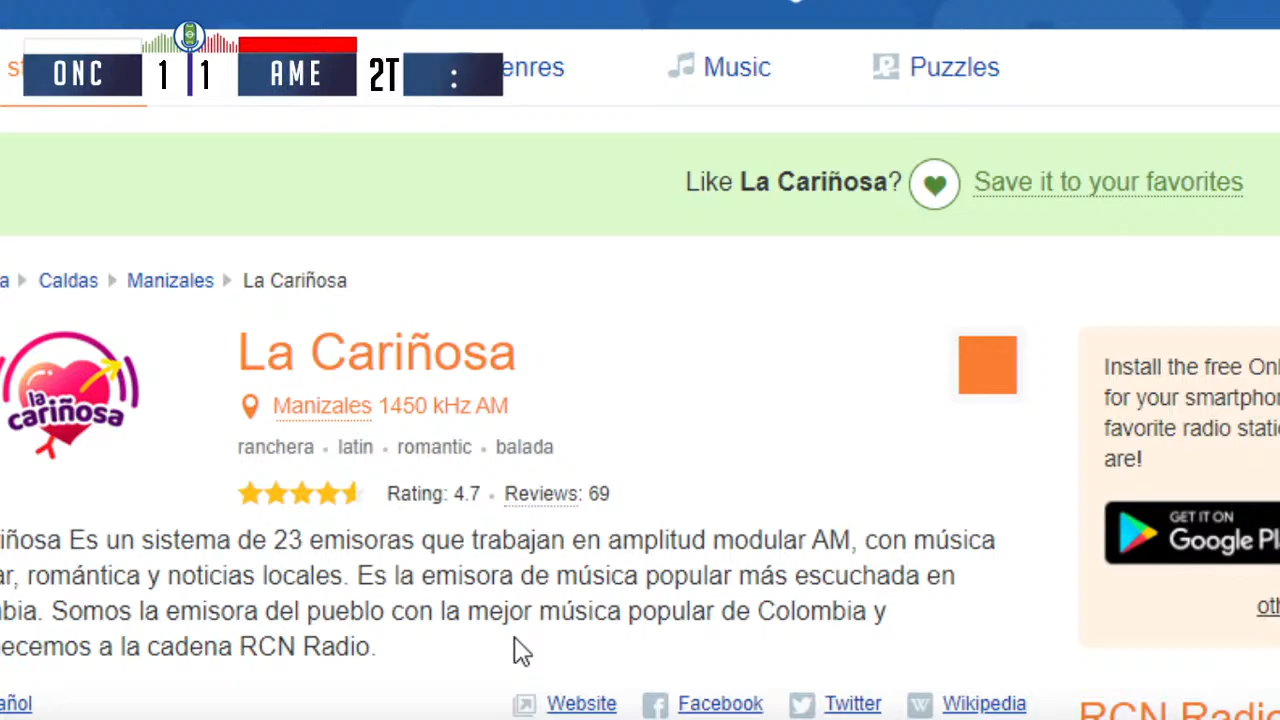 st
ONC 1 1 AME 2T :
enres
Music
Puzzles
Like La Cariñosa?
Save it to your favorites
a Caldas Manizales La Cariñosa
la cariñosa
La Cariñosa
Manizales 1450 kHz AM
ranchera • latin • romantic • balada
Rating: 4.7 • Reviews: 69
iñosa Es un sistema de 23 emisoras que trabajan en amplitud modular AM, con música
ar, romántica y noticias locales. Es la emisora de música popular más escuchada en
bia. Somos la emisora del pueblo con la mejor música popular de Colombia y
ecemos a la cadena RCN Radio.
añol
Website
Facebook
Twitter
W Wikipedia
Install the free Onl
for your smartphon
favorite radio stati
are!
GET IT ON
Google Pl
oth
RCN Radio